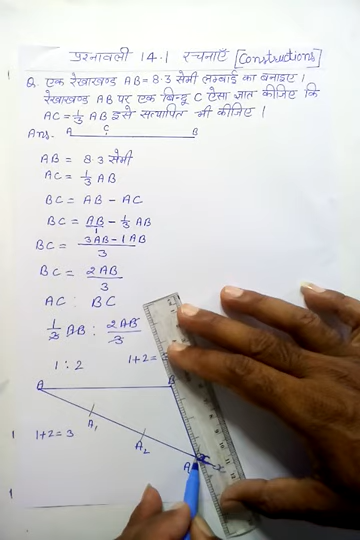 प्रश्नावली 14.1 रचनाएँ [Constructions]
Q. एक रेखाखण्ड AB = 8.3 सेमी लम्बाई का बनाइए।
रेखाखण्ड AB पर एक बिन्दु C ऐसा ज्ञात कीजिए कि
AC = 1/3 AB इसे सत्यापित भी कीजिए।
Ans. A C B
AB = 8.3 सेमी
AC = 1/3 AB
BC = AB - AC
BC = AB/1 - 1/3 AB
BC = 3AB - 1AB / 3
BC = 2AB / 3
AC : BC
1/3 AB : 2AB/3
1 : 2
1+2=3
A B
A₁
1+2=3
A₂
A